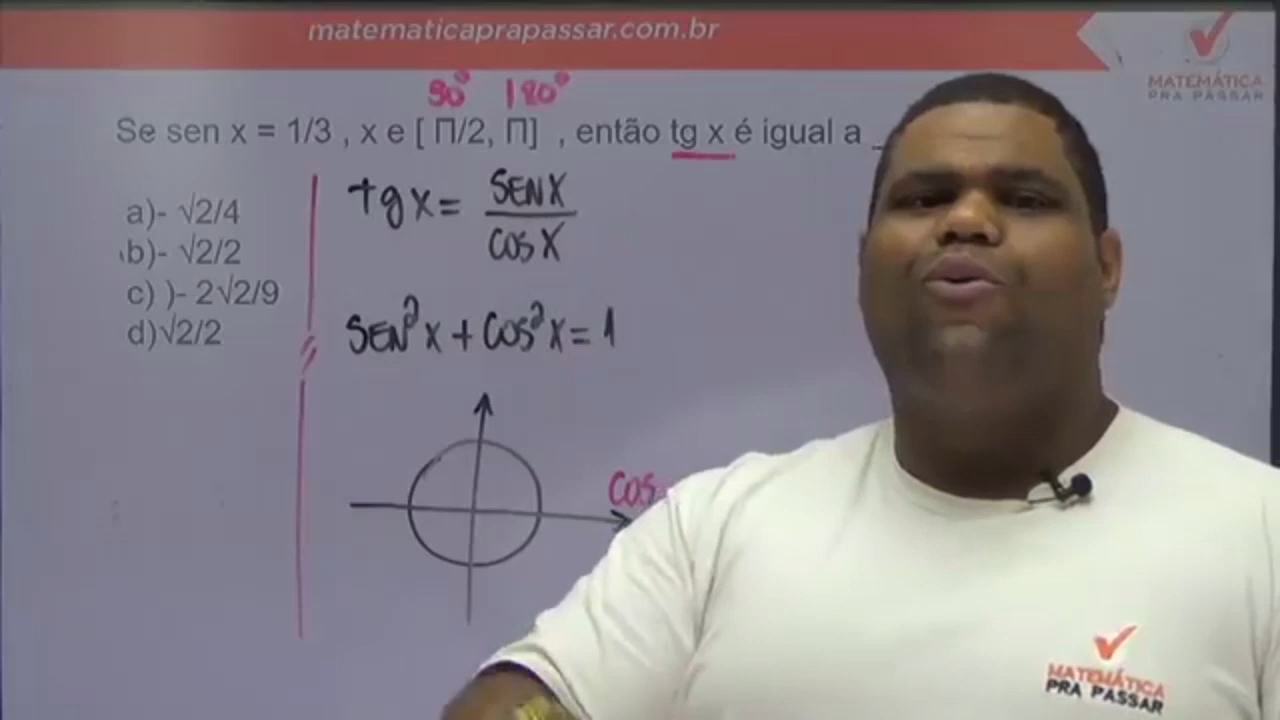 matematicaprapassar.com.br
MATEMÁTICA
PRA PASSAR
90° 180°
Se sen x = 1/3 , x e [ Π/2, Π] , então tg x é igual a _
a)- √2/4
b)- √2/2
c) )- 2√2/9
d)√2/2
tg x = SEN X / COS X
SEN²X + COS²X = 1
COS
MATEMÁTICA
PRA PASSAR